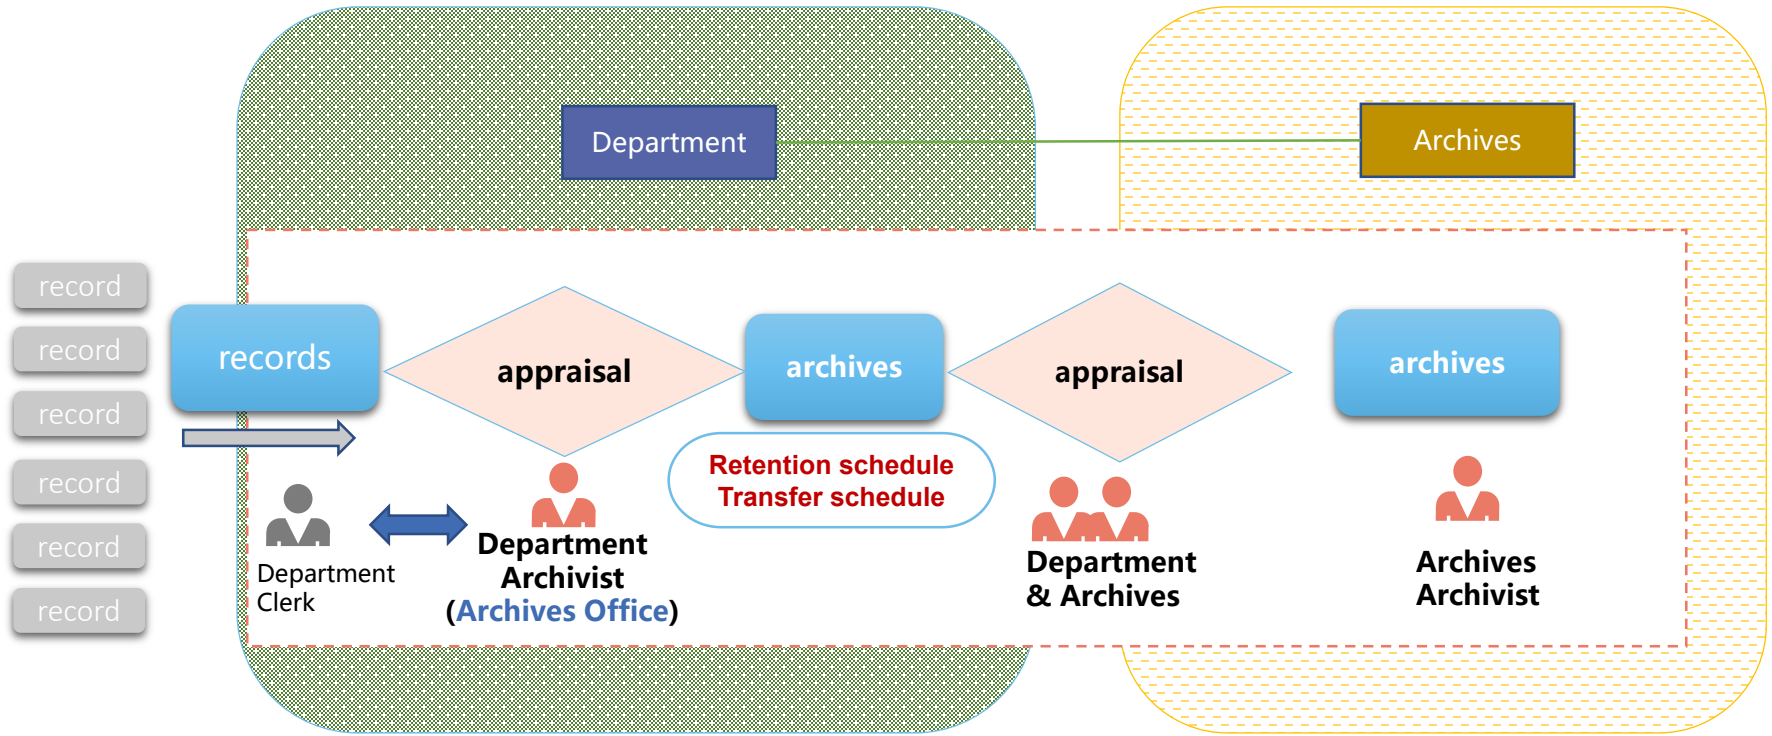 Department
Archives
record
record
record
record
record
record
records
appraisal
archives
appraisal
archives
Retention schedule
Transfer schedule
Department
Clerk
Department
Archivist
(Archives Office)
Department
& Archives
Archives
Archivist